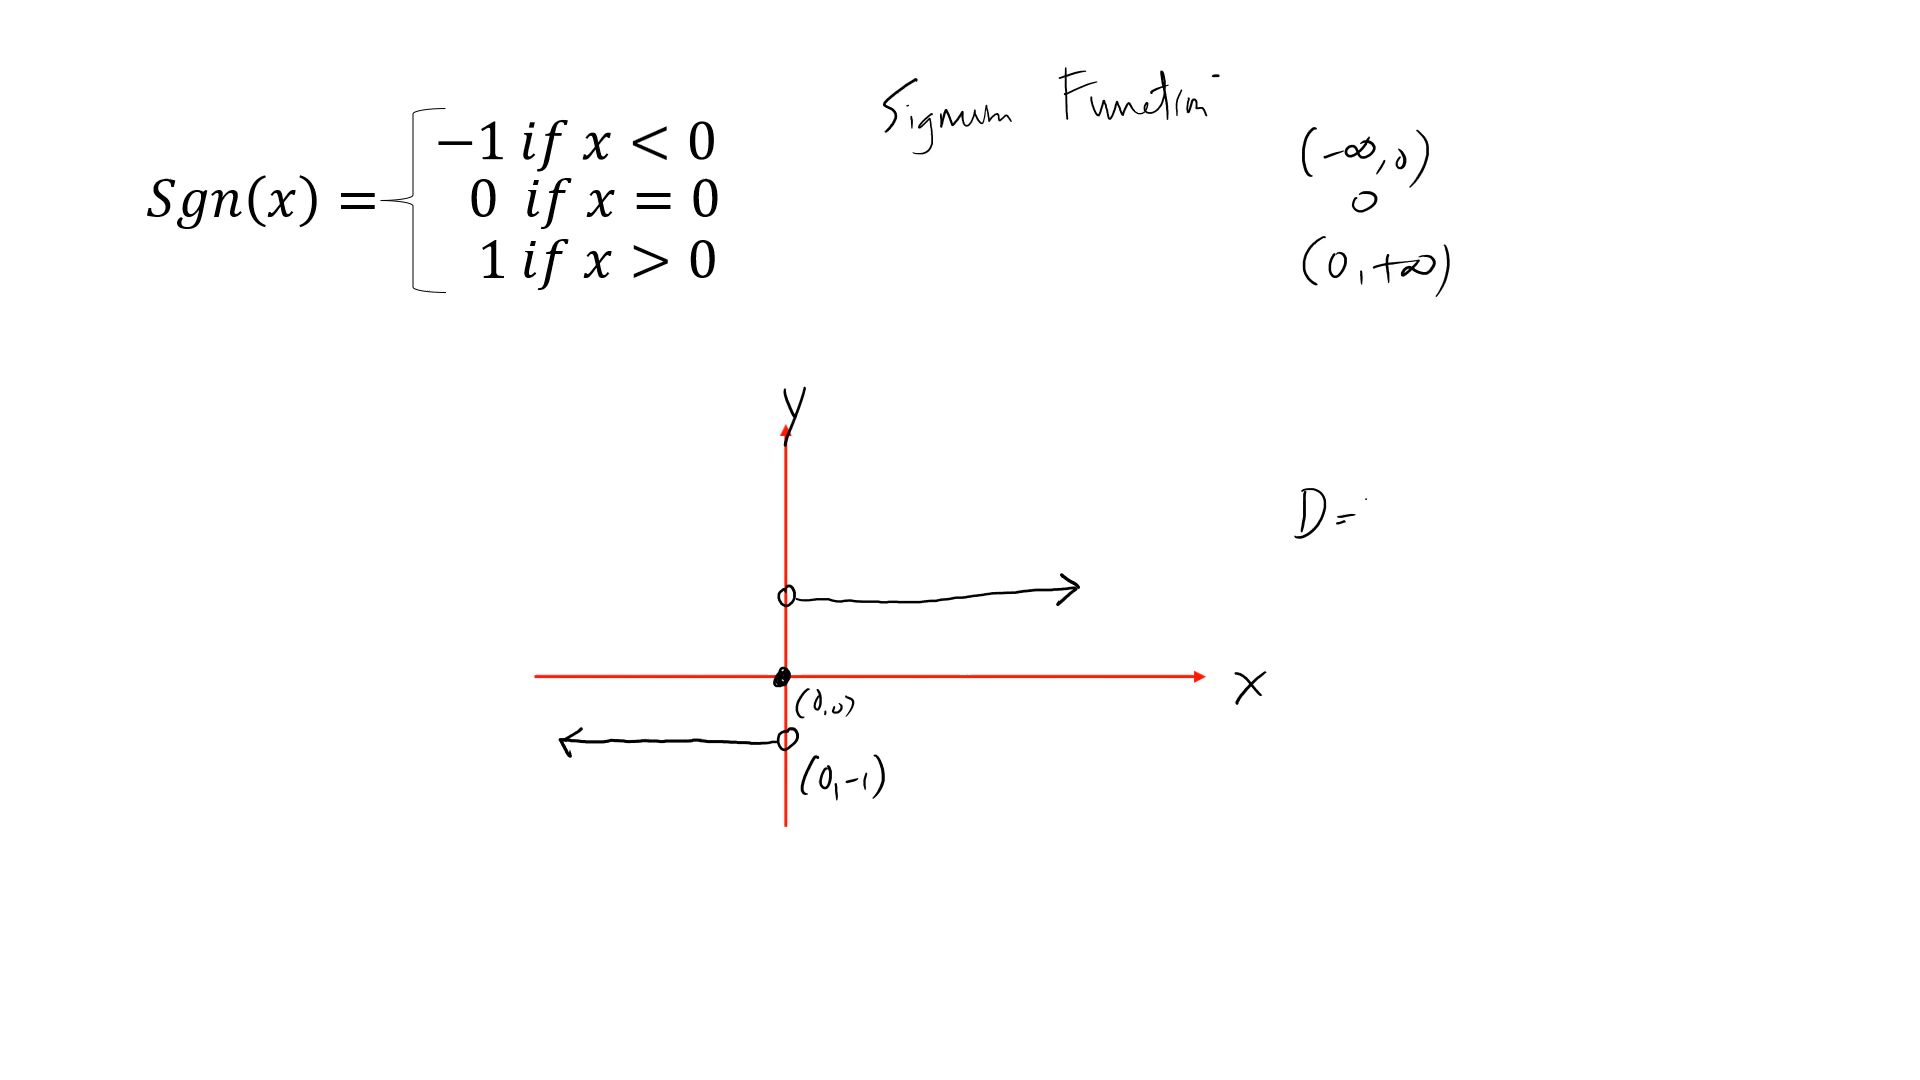 Signum Function
Sgn(x) =
−1 if x < 0
0 if x = 0
1 if x > 0
(-∞, 0)
0
(0, +∞)
y
D =
x
(0,0)
(0,-1)